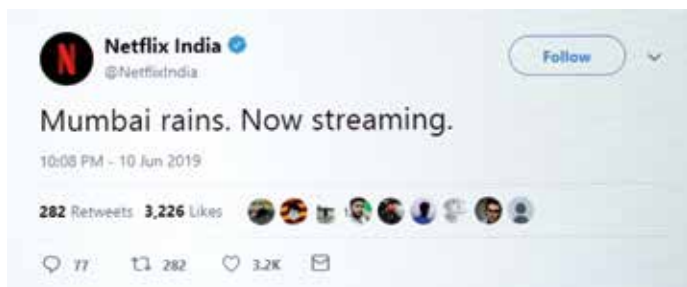 N
Netflix India
Follow
@NetflixIndia
Mumbai rains. Now streaming.
10:08 PM - 10 Jun 2019
282 Retweets 3,226 Likes
77 282 3.2K